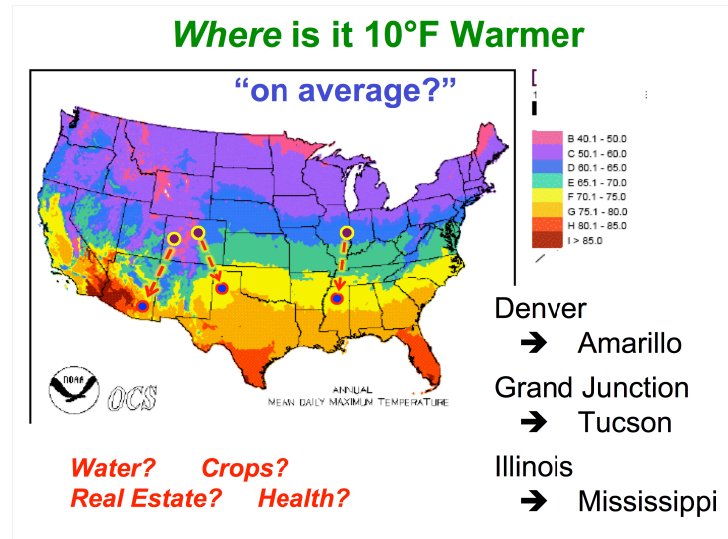 Where is it 10°F Warmer
“on average?”
B 40.1 - 50.0
C 50.1 - 60.0
D 60.1 - 65.0
E 65.1 - 70.0
F 70.1 - 75.0
G 75.1 - 80.0
H 80.1 - 85.0
I > 85.0
NOAA
OCS
ANNUAL
MEAN DAILY MAXIMUM TEMPERATURE
Denver
➔ Amarillo
Grand Junction
➔ Tucson
Illinois
➔ Mississippi
Water? Crops?
Real Estate? Health?